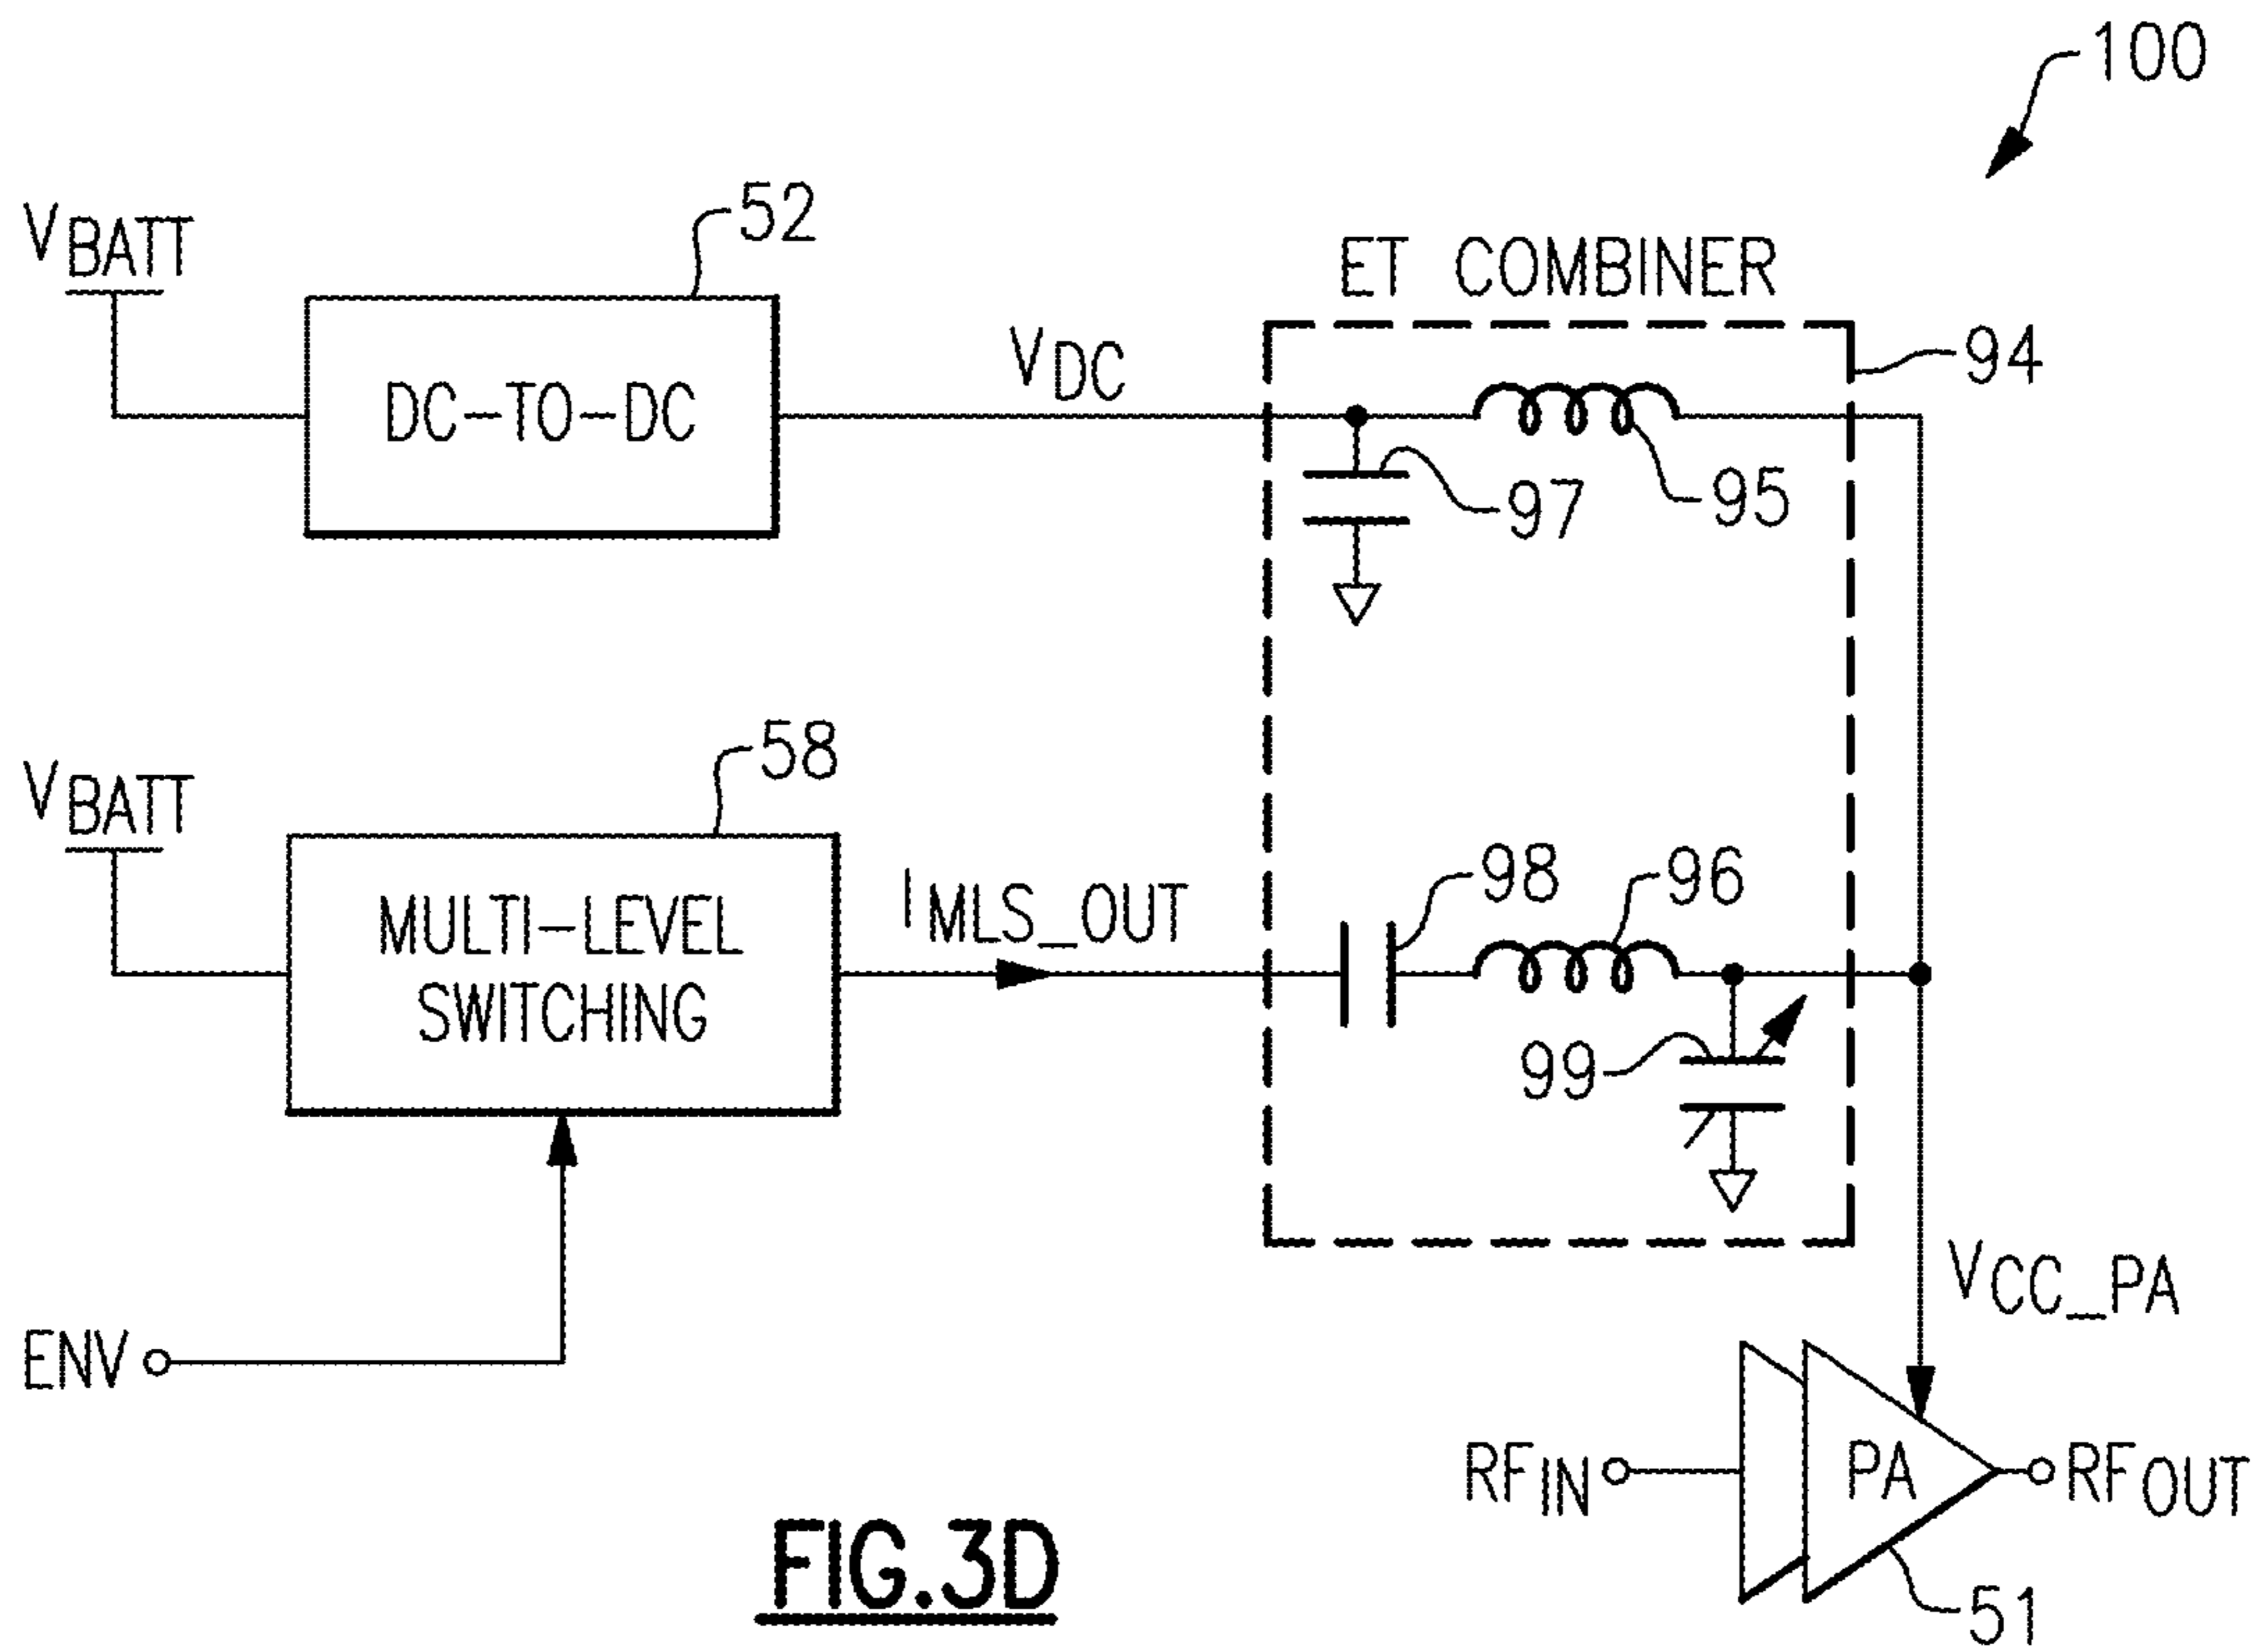 100
VBATT
52
DC-TO-DC
VDC
ET COMBINER
94
97
95
VBATT
58
MULTI-LEVEL
SWITCHING
IMLS_OUT
98
96
99
ENV
VCC_PA
RFIN
PA
RFOUT
51
FIG.3D